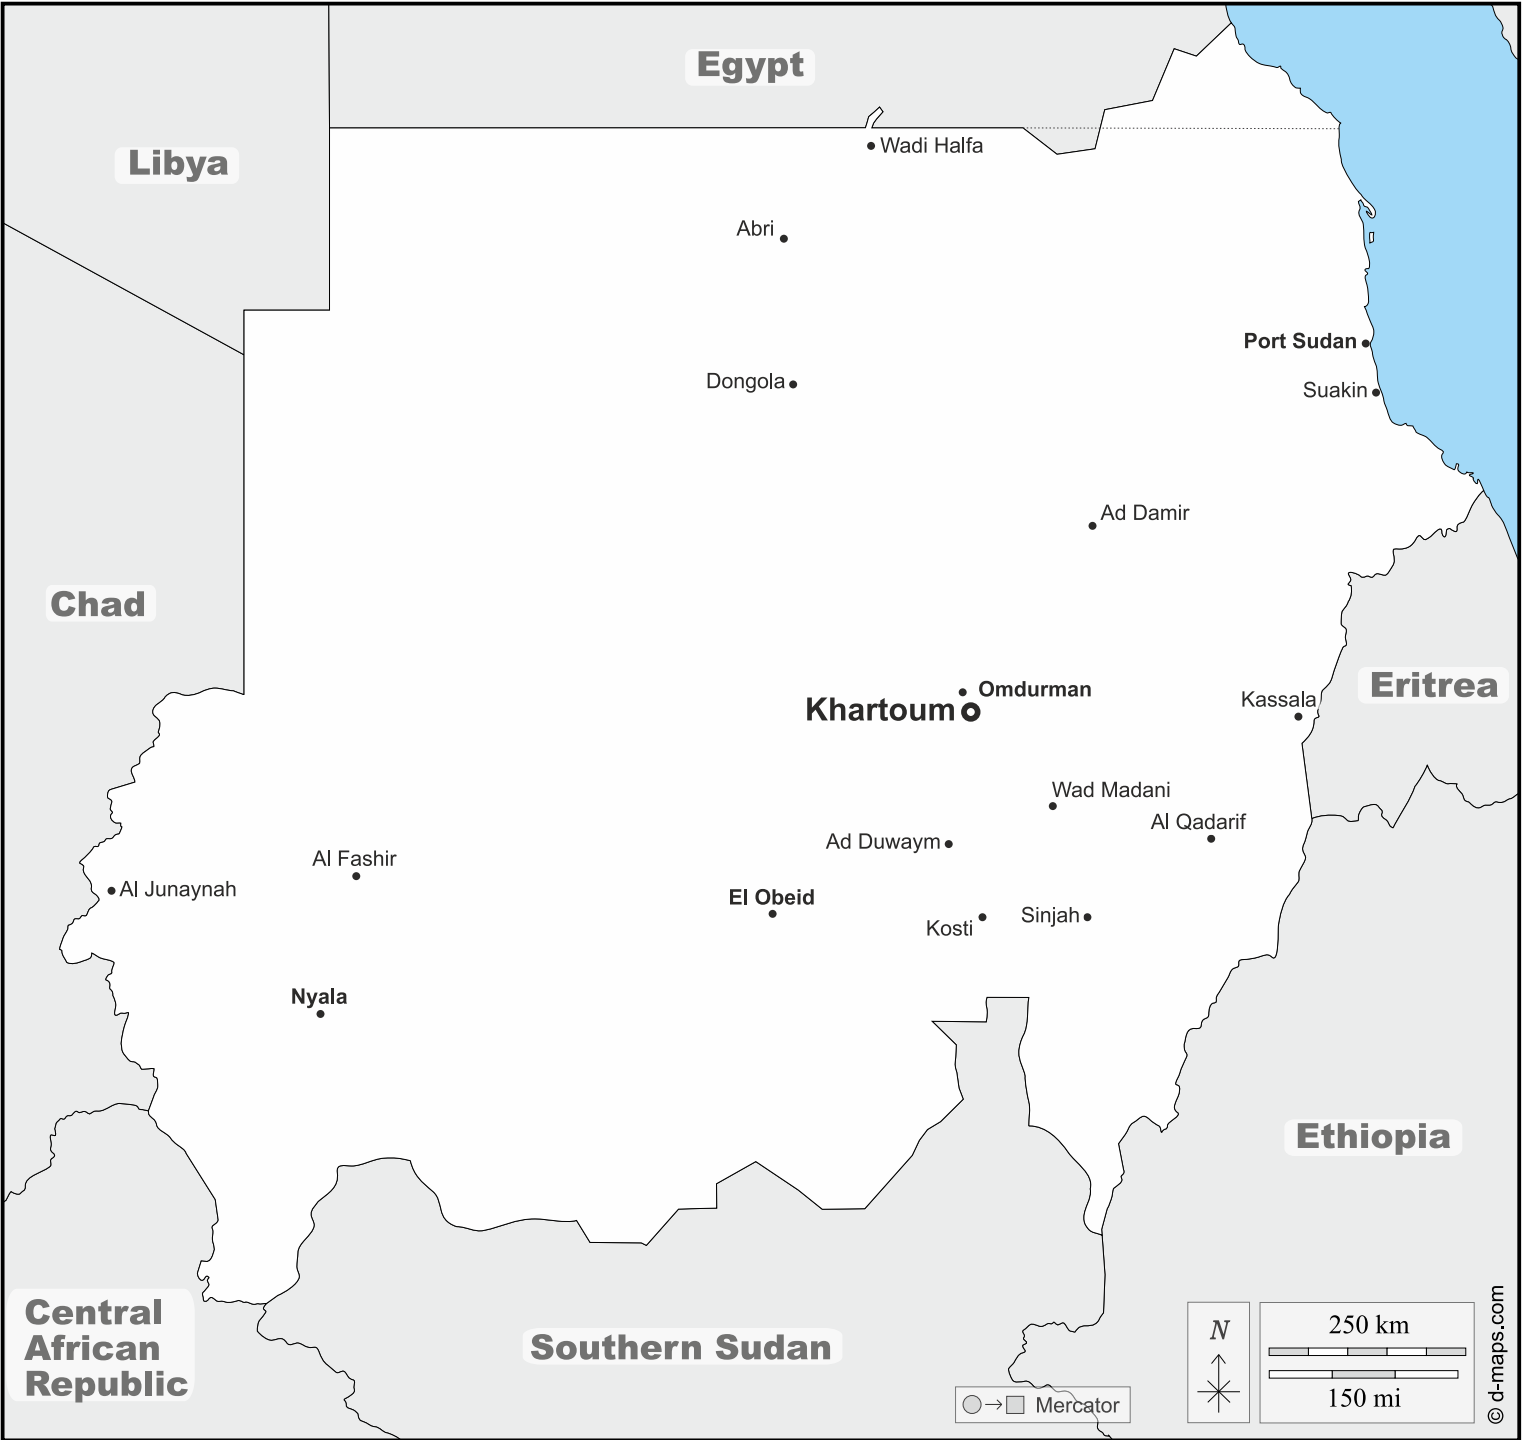 Egypt
Libya
Wadi Halfa
Abri
Port Sudan
Dongola
Suakin
Ad Damir
Chad
Eritrea
Omdurman
Kassala
Khartoum
Wad Madani
Al Qadarif
Ad Duwaym
Al Fashir
Al Junaynah
El Obeid
Sinjah
Kosti
Nyala
Ethiopia
Central
African
Republic
Southern Sudan
Mercator
N
250 km
150 mi
© d-maps.com